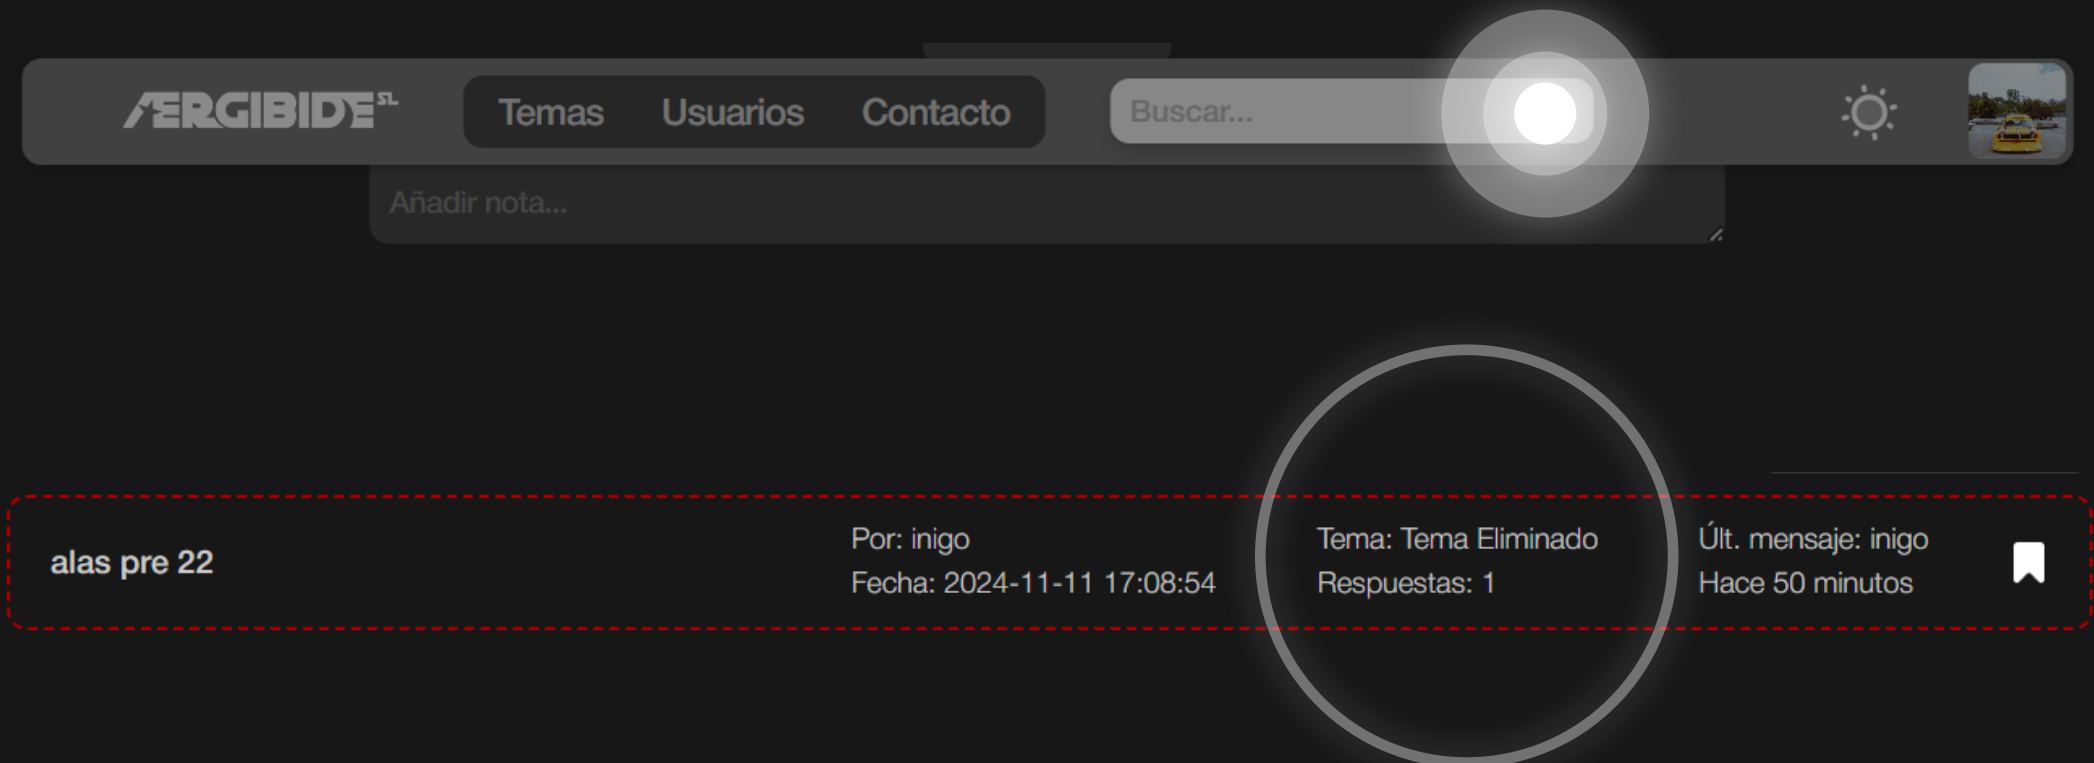 ÆRGIBIDE SL
Temas
Usuarios
Contacto
Buscar...
Añadir nota...
alas pre 22
Por: inigo
Fecha: 2024-11-11 17:08:54
Tema: Tema Eliminado
Respuestas: 1
Últ. mensaje: inigo
Hace 50 minutos